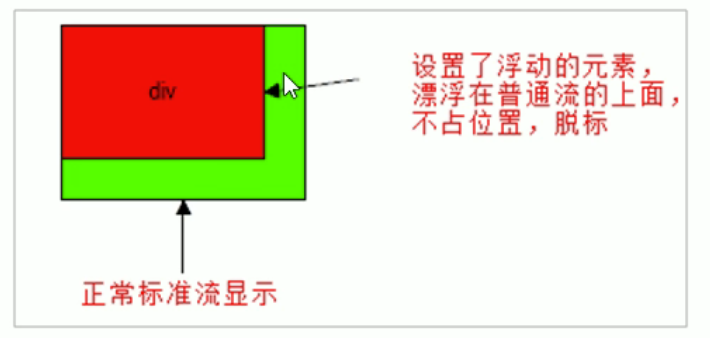 div
设置了浮动的元素，
漂浮在普通流的上面，
不占位置，脱标
正常标准流显示